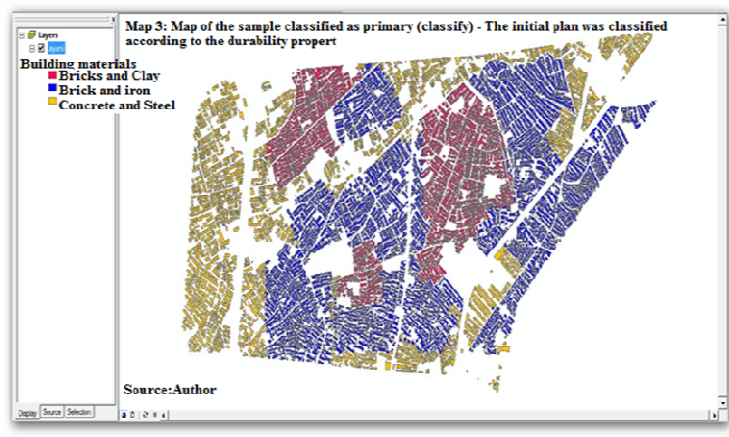 Map 3: Map of the sample classified as primary (classify) - The initial plan was classified
according to the durability propert
Layers
Building materials
Bricks and Clay
Brick and iron
Concrete and Steel
Source:Author
Display Source Selection